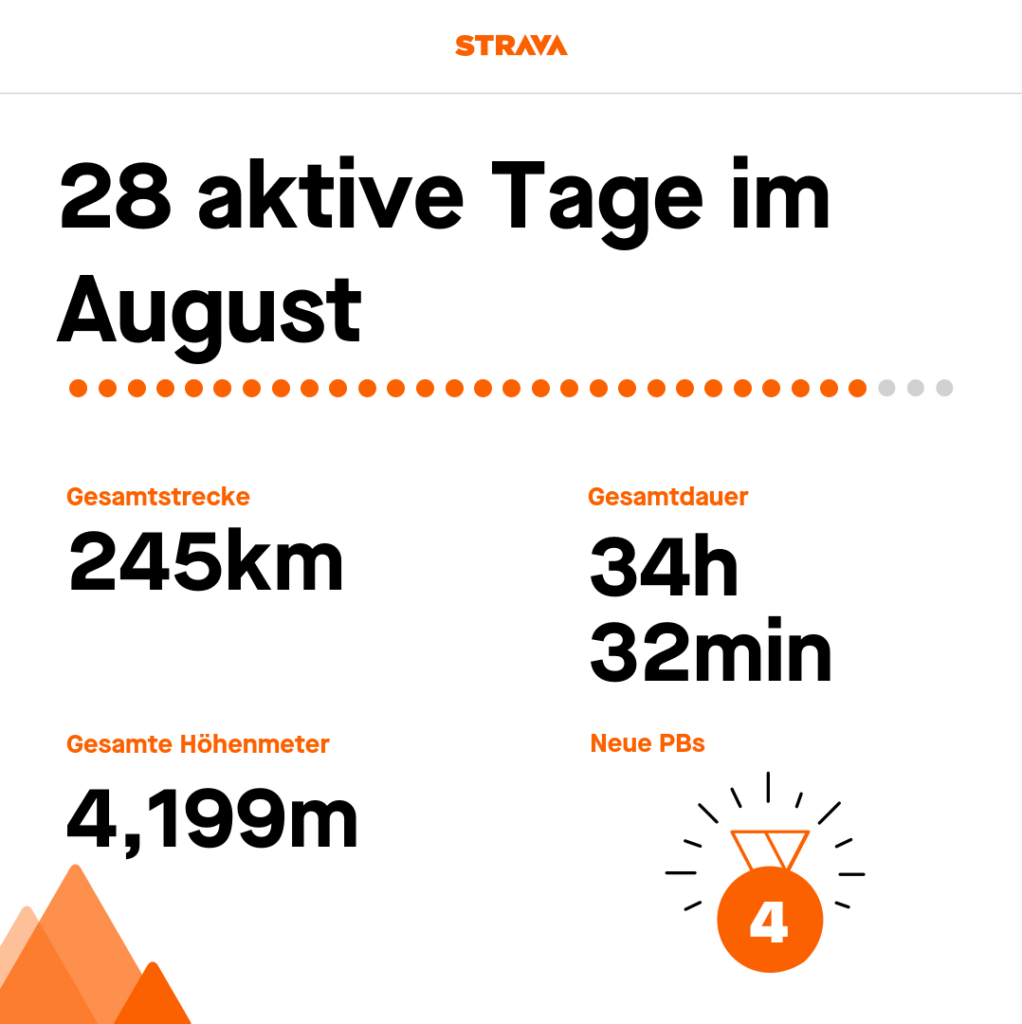 STRAVA
28 aktive Tage im
August
Gesamtstrecke
245km
Gesamtdauer
34h
32min
Gesamte Höhenmeter
4,199m
Neue PBs
4